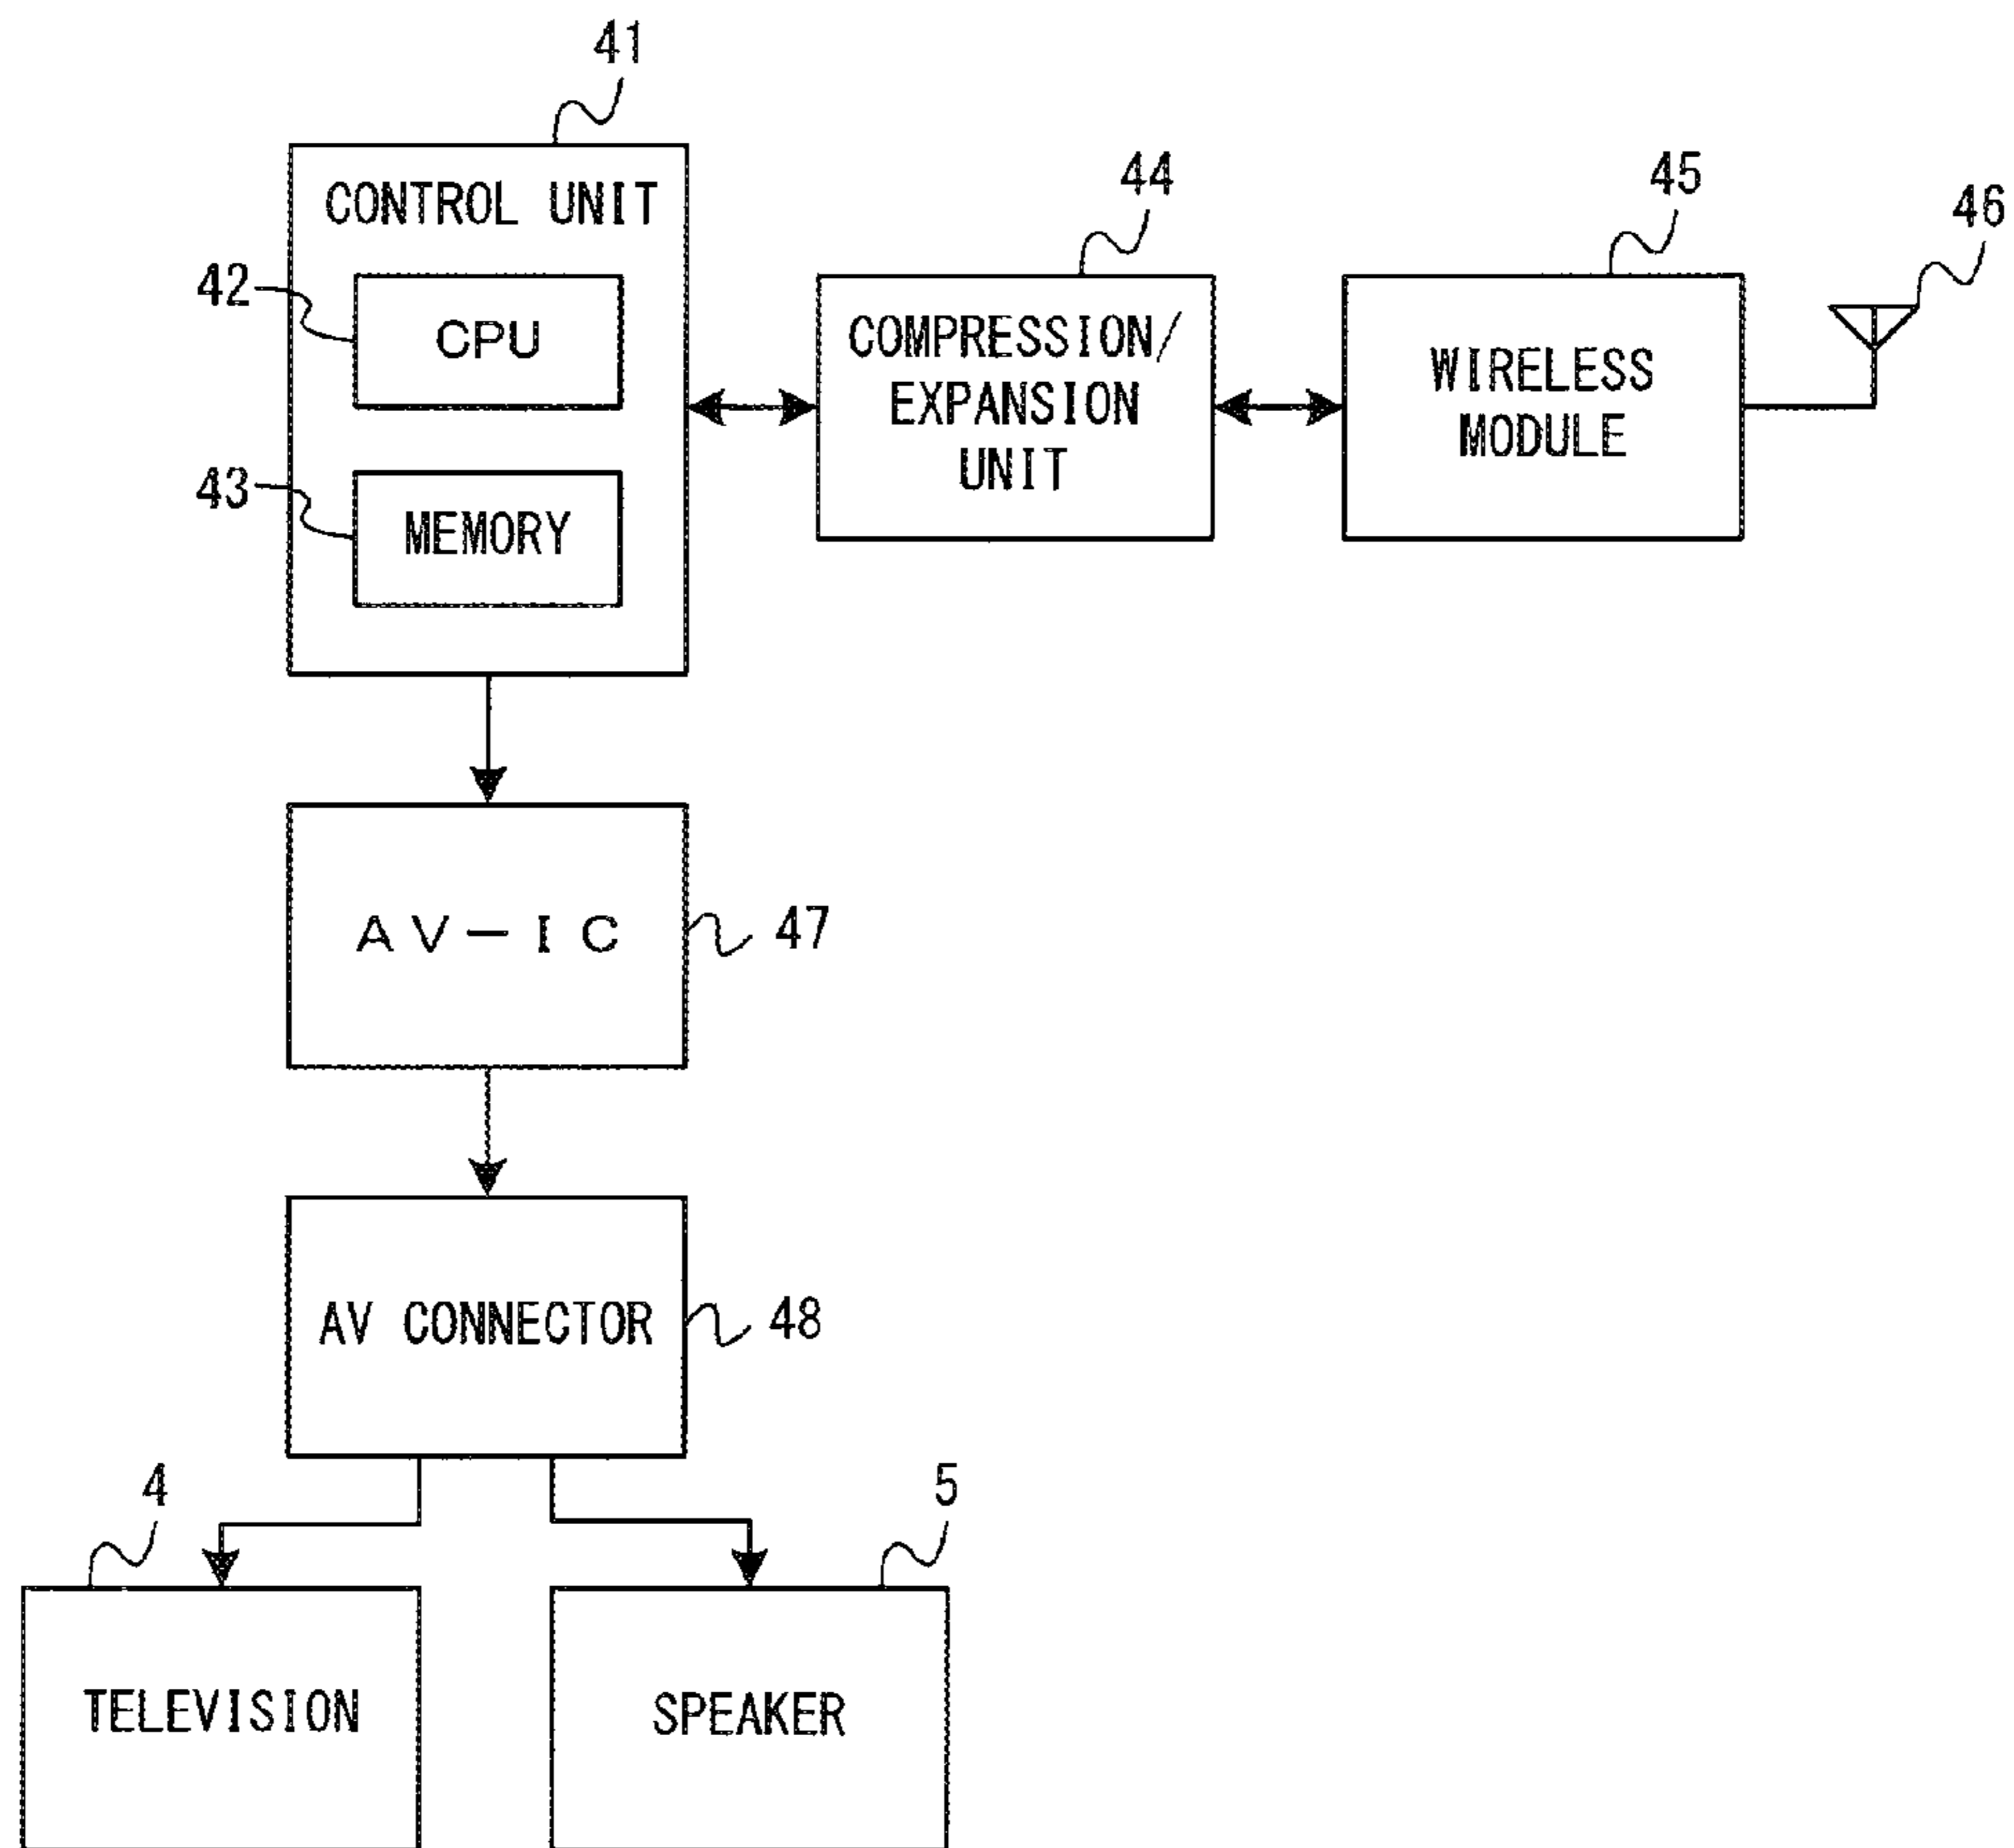 41
CONTROL UNIT
42
CPU
43
MEMORY
44
COMPRESSION/
EXPANSION
UNIT
45
WIRELESS
MODULE
46
AV-IC
47
AV CONNECTOR
48
4
TELEVISION
5
SPEAKER